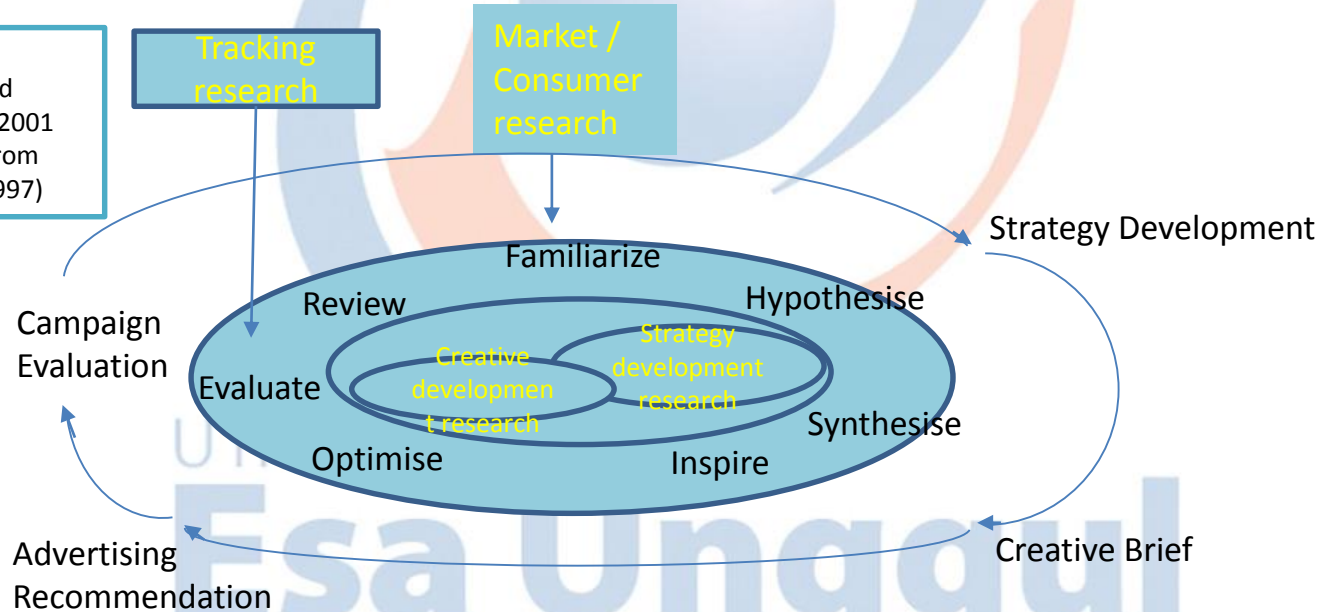 d
2001
rom
997)
Tracking
research
Market /
Consumer
research
Strategy Development
Familiarize
Review
Hypothesise
Campaign
Evaluation
Strategy
development
research
Creative
developmen
t research
Evaluate
Synthesise
Optimise
Inspire
Advertising
Recommendation
Creative Brief
Esa Unggul